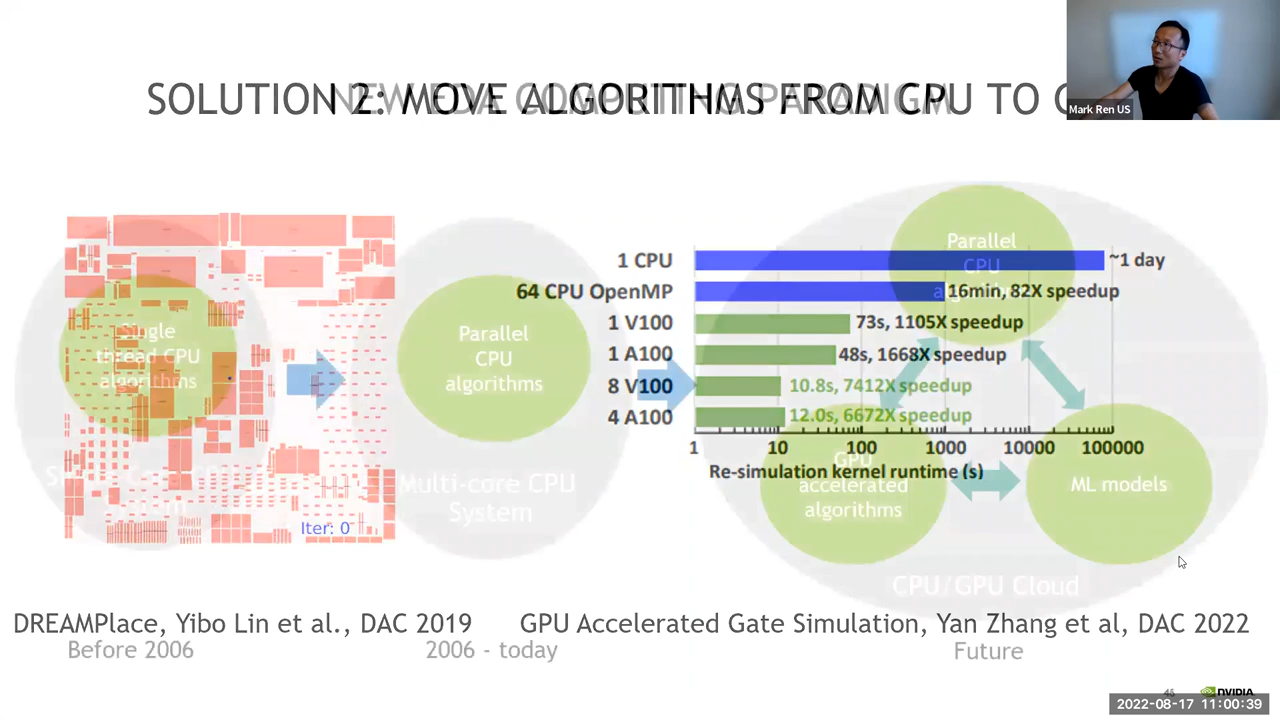 SOLUTION 2: MOVE ALGORITHMS FROM CPU TO
NEW EDA COMPUTING PARADIGM
Mark Ren US
Single
thread CPU
algorithms
System
Iter: 0
Parallel
CPU
algorithms
Multi-core CPU
System
1 CPU
~1 day
64 CPU OpenMP
16min, 82X speedup
1 V100
73s, 1105X speedup
1 A100
48s, 1668X speedup
8 V100
10.8s, 7412X speedup
4 A100
12.0s, 6672X speedup
1 10 100 1000 10000 100000
Re-simulation kernel runtime (s)
Parallel
CPU
GPU
accelerated
algorithms
ML models
CPU/GPU Cloud
DREAMPlace, Yibo Lin et al., DAC 2019
GPU Accelerated Gate Simulation, Yan Zhang et al, DAC 2022
Before 2006
2006 - today
Future
NVIDIA
2022-08-17 11:00:39